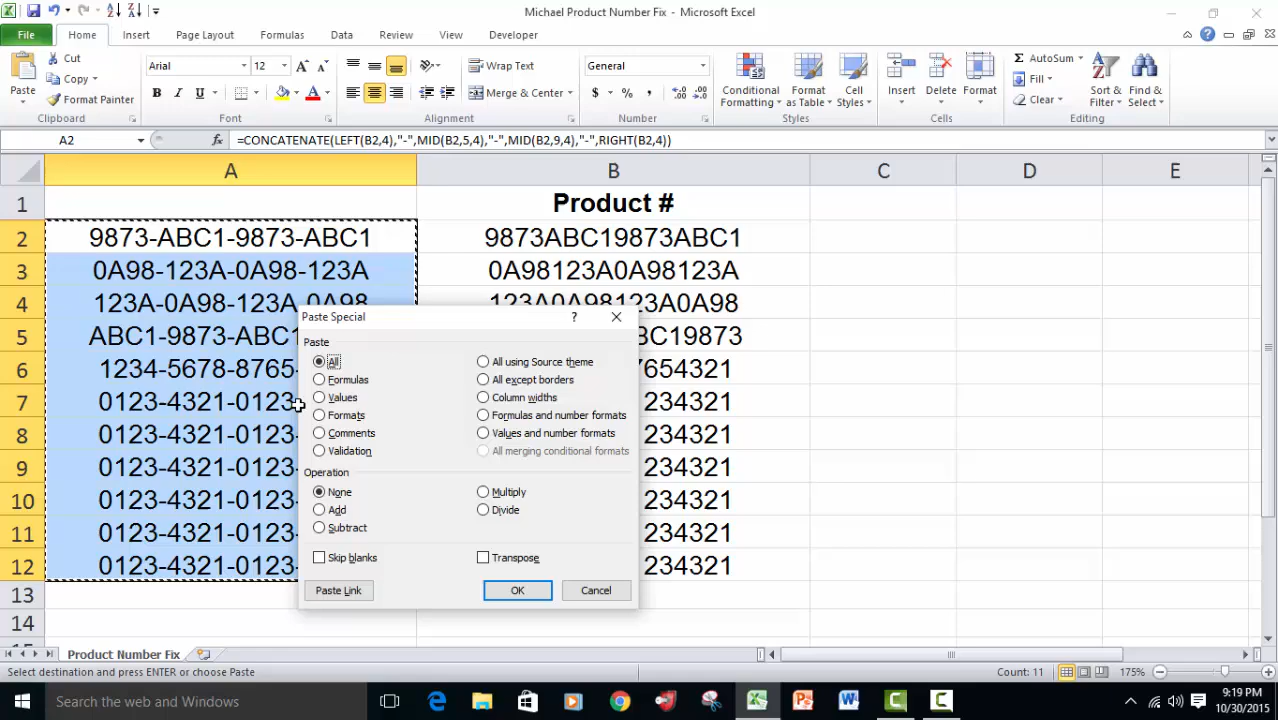 Michael Product Number Fix - Microsoft Excel
File Home Insert Page Layout Formulas Data Review View Developer
Paste
Cut
Copy
Format Painter
Clipboard
Arial 12
B I U
Font
Wrap Text
Merge & Center
Alignment
General
$ % ,
Number
Conditional Formatting
Format as Table
Cell Styles
Styles
Insert Delete Format
Cells
Σ AutoSum
Fill
Clear
Sort & Filter
Find & Select
Editing
A2 fx =CONCATENATE(LEFT(B2,4),"-",MID(B2,5,4),"-",MID(B2,9,4),"-",RIGHT(B2,4))
A B C D E
1 Product #
2 9873-ABC1-9873-ABC1 9873ABC19873ABC1
3 0A98-123A-0A98-123A 0A98123A0A98123A
4 123A-0A98-123A-0A98 123A0A98123A0A98
5 ABC1-9873-ABC1 BC19873
6 1234-5678-8765- 7654321
7 0123-4321-0123- 234321
8 0123-4321-0123- 234321
9 0123-4321-0123- 234321
10 0123-4321-0123- 234321
11 0123-4321-0123- 234321
12 0123-4321-0123- 234321
13
14
Paste Special ?
Paste
All All using Source theme
Formulas All except borders
Values Column widths
Formats Formulas and number formats
Comments Values and number formats
Validation All merging conditional formats
Operation
None Multiply
Add Divide
Subtract
Skip blanks Transpose
Paste Link OK Cancel
Product Number Fix
Select destination and press ENTER or choose Paste Count: 11 175%
Search the web and Windows
9:19 PM
10/30/2015